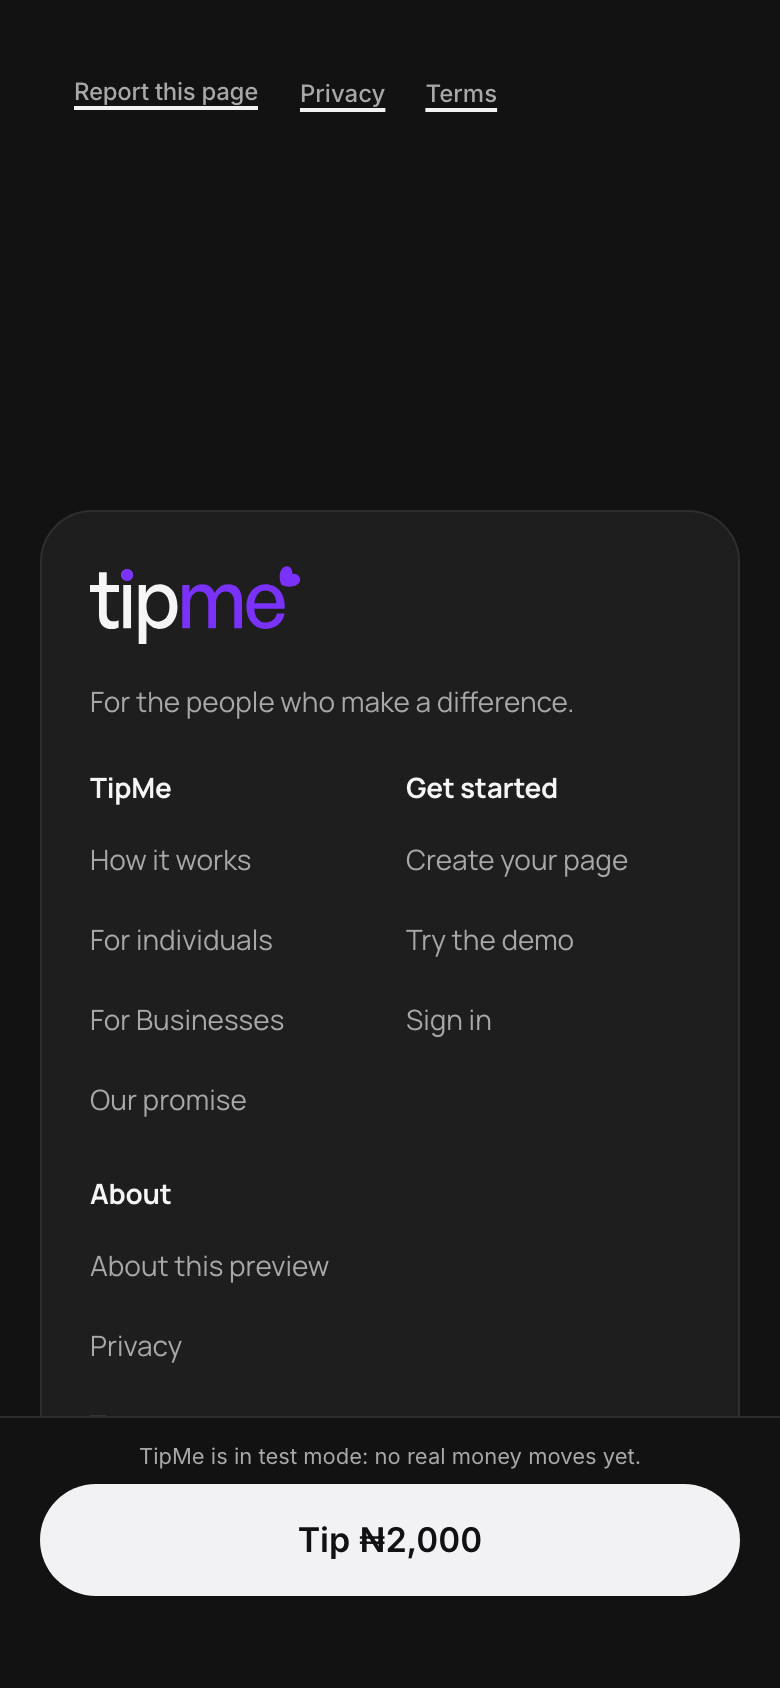 Report this page Privacy Terms
tipme
For the people who make a difference.
TipMe
How it works
For individuals
For Businesses
Our promise
Get started
Create your page
Try the demo
Sign in
About
About this preview
Privacy
TipMe is in test mode: no real money moves yet.
Tip ₦2,000